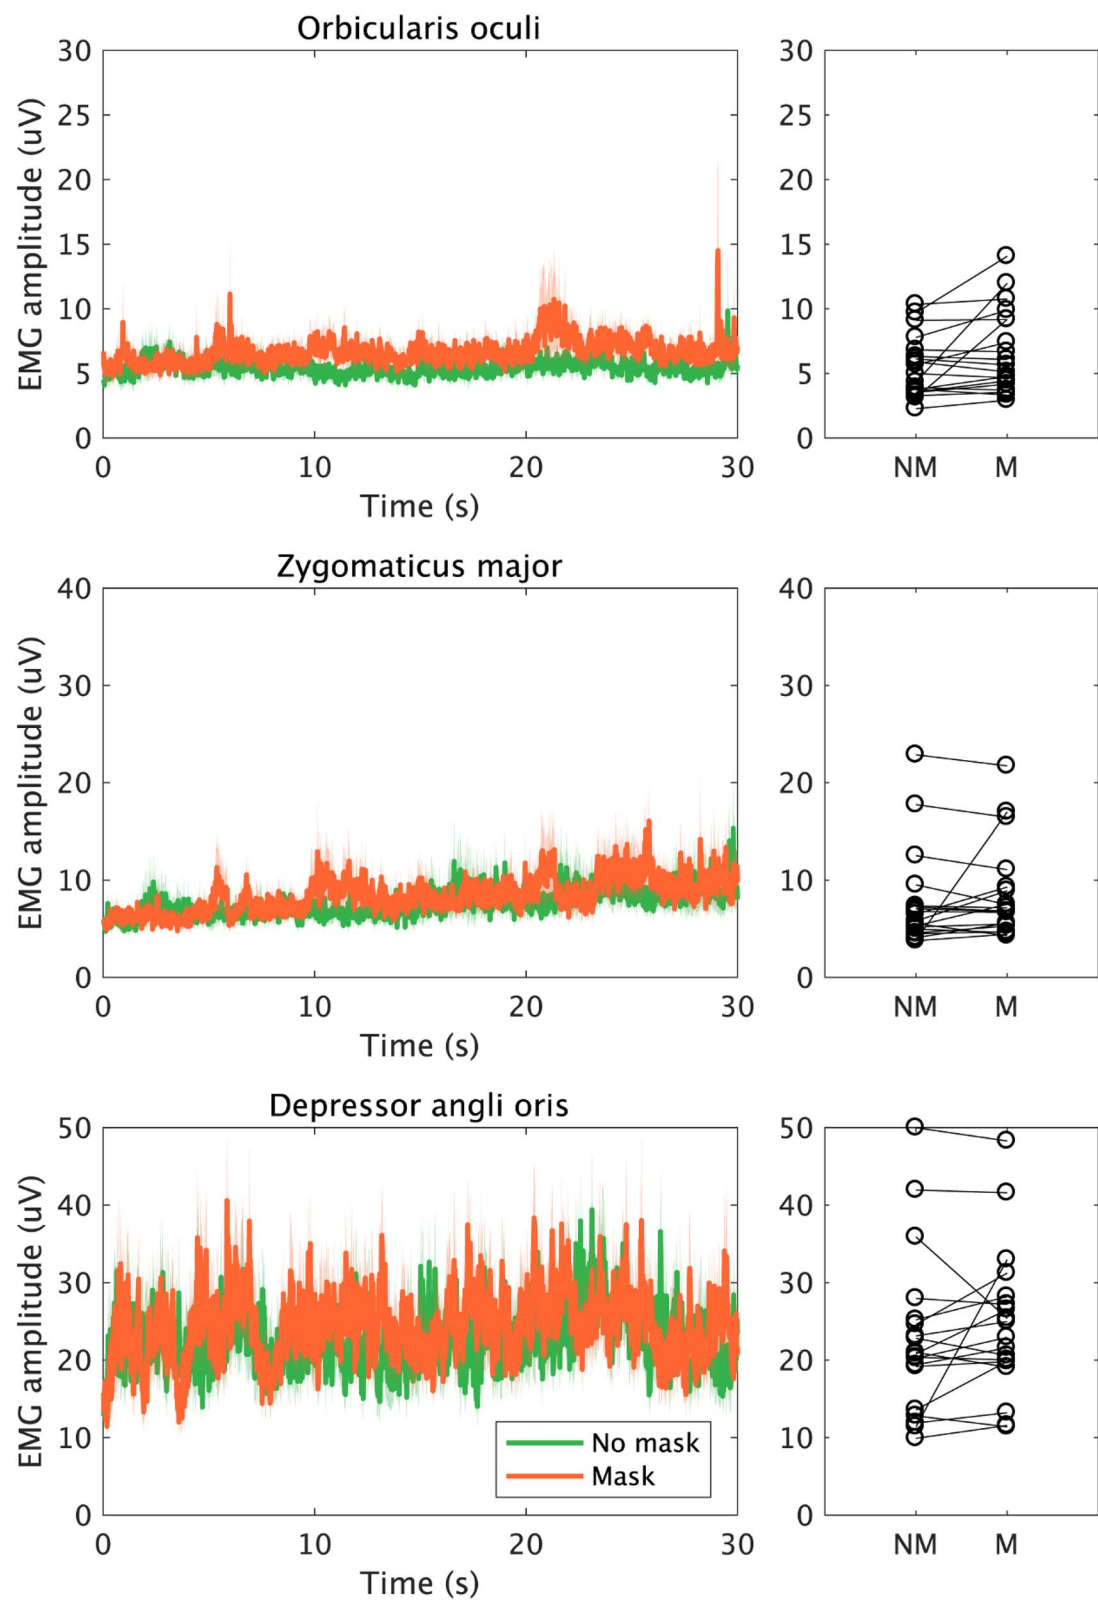 Orbicularis oculi
EMG amplitude (uV)
30
25
20
15
10
5
0
0 10 20 30
Time (s)
30
25
20
15
10
5
0
NM M
Zygomaticus major
EMG amplitude (uV)
40
30
20
10
0
0 10 20 30
Time (s)
40
30
20
10
0
NM M
Depressor angli oris
EMG amplitude (uV)
50
40
30
20
10
0
0 10 20 30
Time (s)
No mask
Mask
50
40
30
20
10
0
NM M